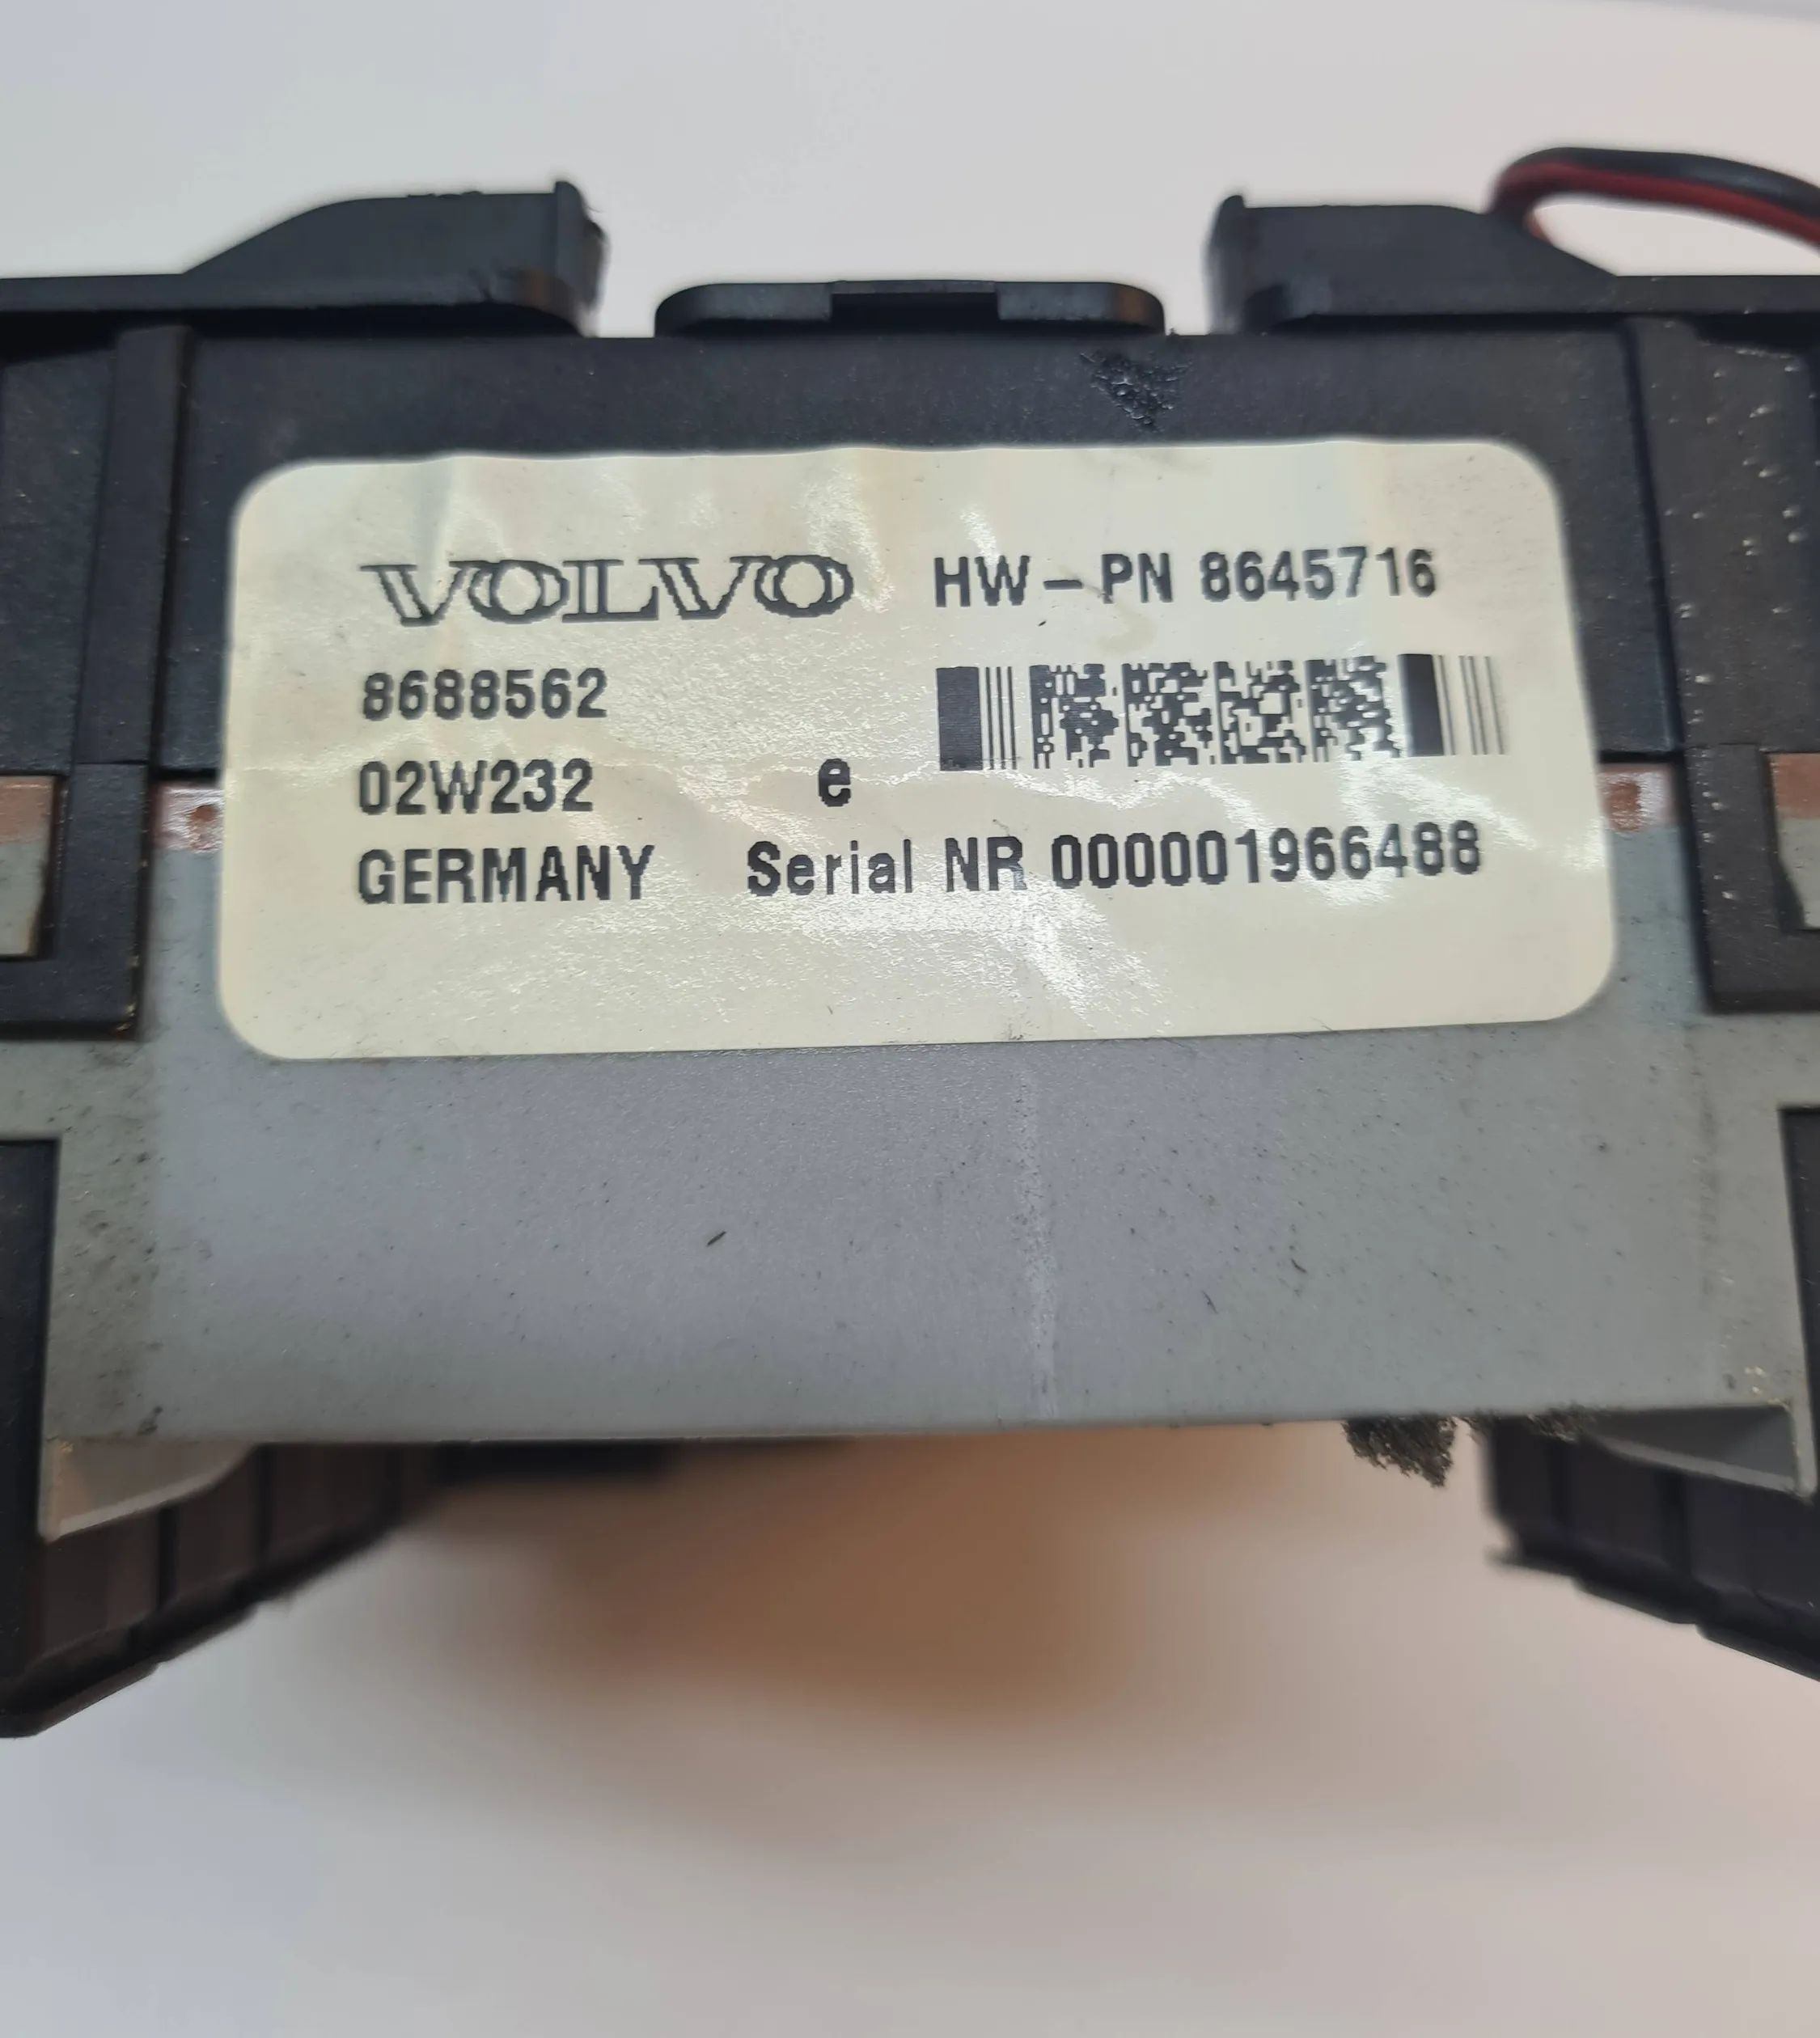 VOLVO HW-PN 8645716
8688562
02W232 e
GERMANY Serial NR 000001966488